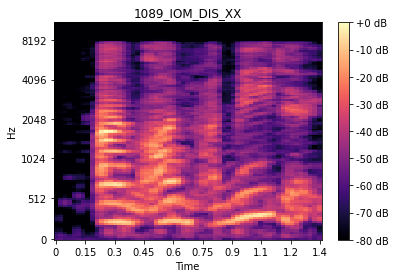 1089_IOM_DIS_XX
Hz
8192
4096
2048
1024
512
0
0 0.15 0.3 0.45 0.6 0.75 0.9 1.1 1.2 1.4
Time
+0 dB
-10 dB
-20 dB
-30 dB
-40 dB
-50 dB
-60 dB
-70 dB
-80 dB